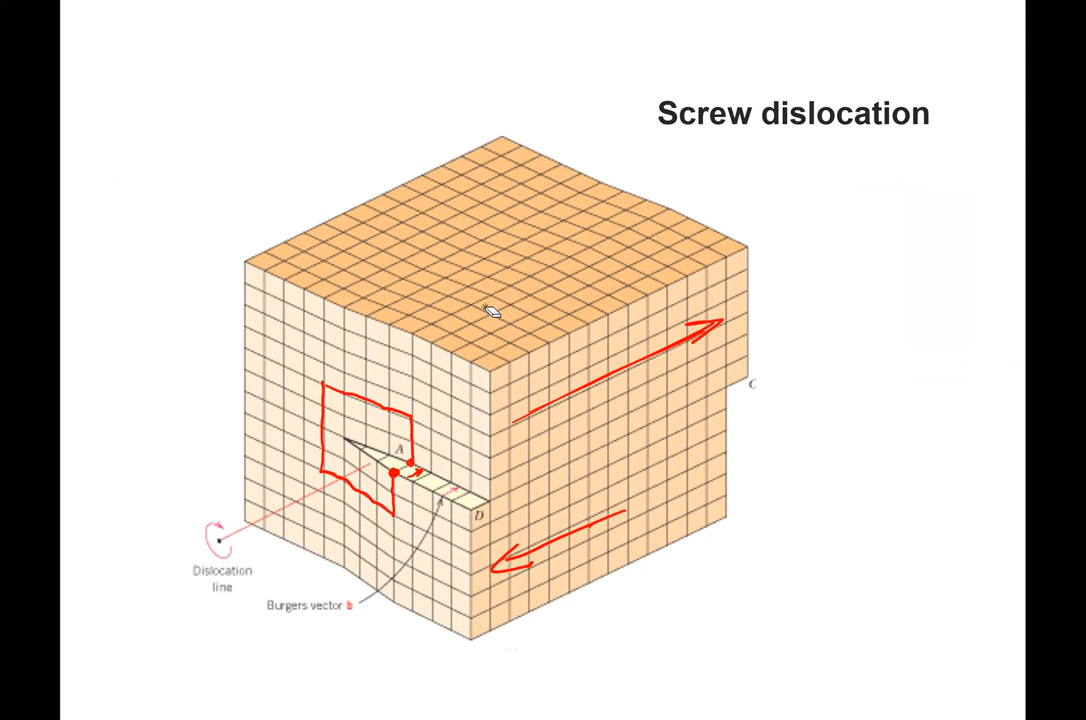 Screw dislocation
C
A
D
Dislocation
line
Burgers vector b